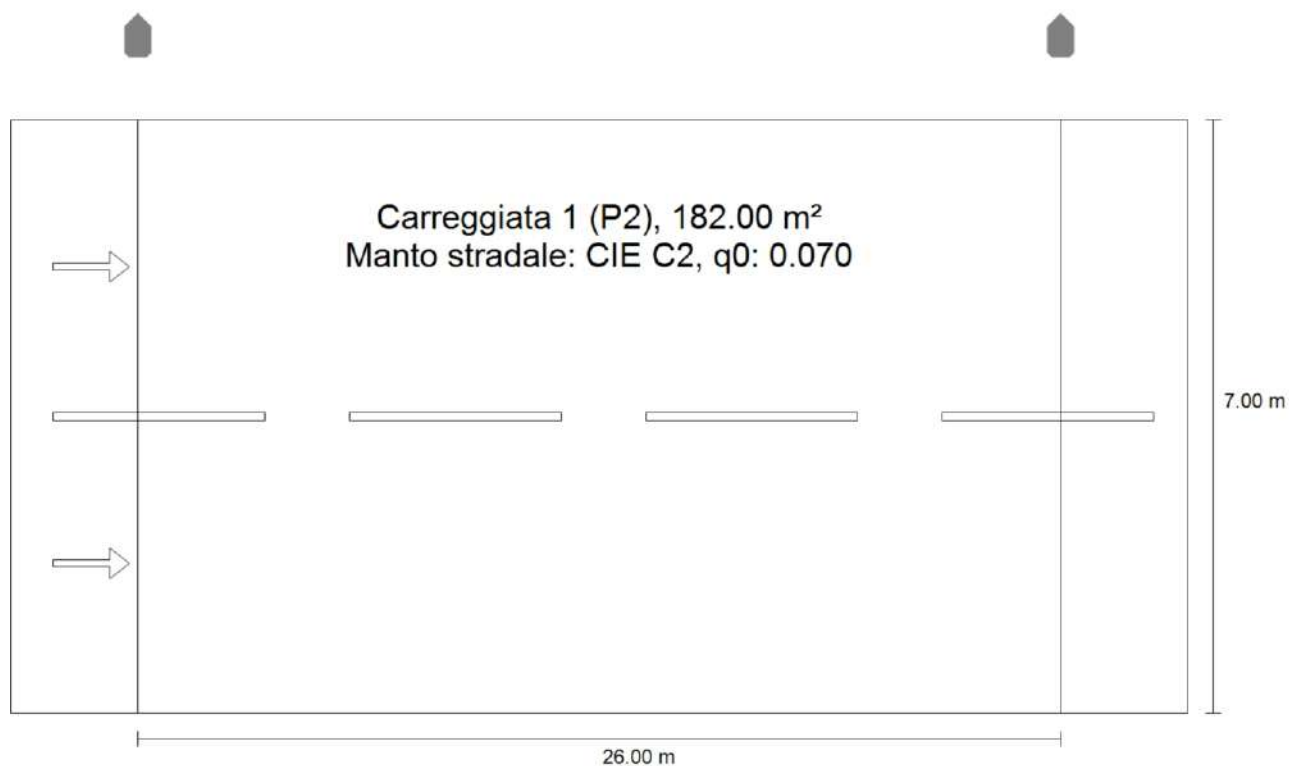 Carreggiata 1 (P2), 182.00 m²
Manto stradale: CIE C2, q0: 0.070
7.00 m
26.00 m